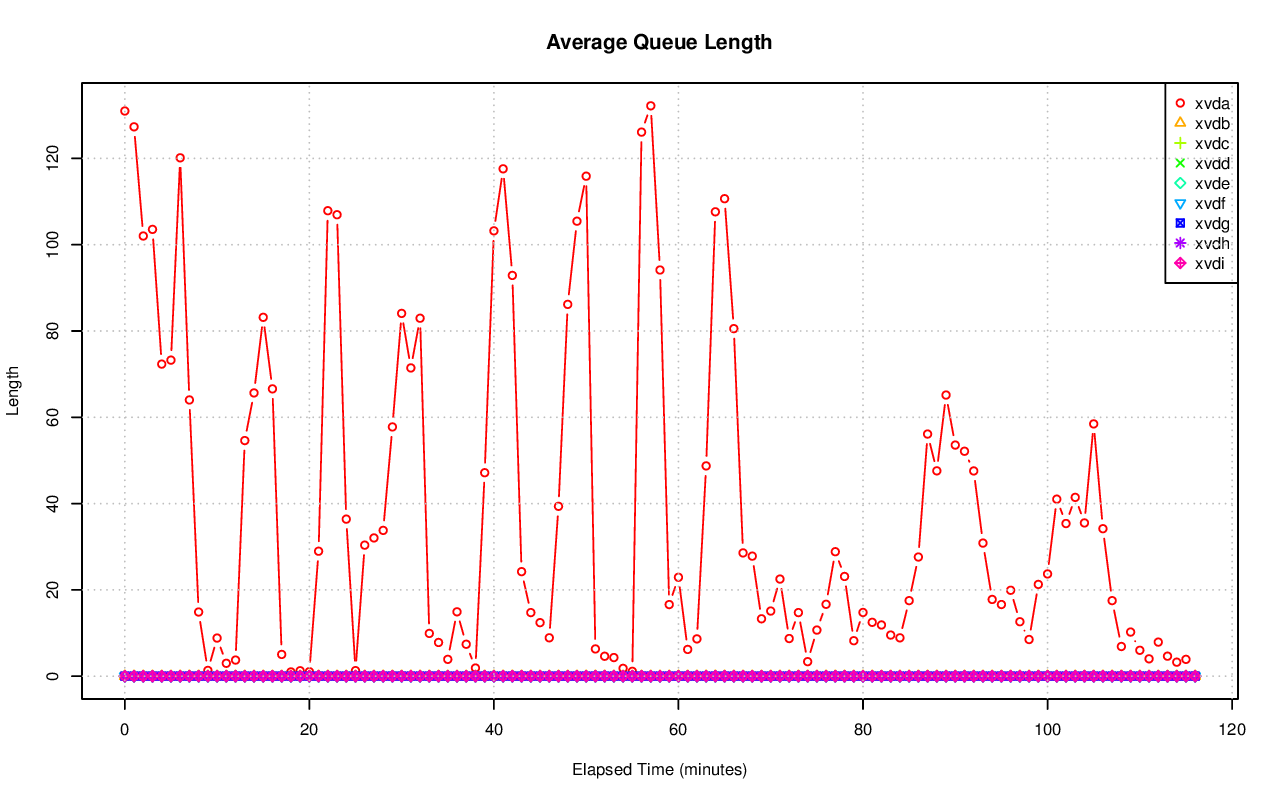 Average Queue Length
Length
120
100
80
60
40
20
0
xvda
xvdb
xvdc
xvdd
xvde
xvdf
xvdg
xvdh
xvdi
0 20 40 60 80 100 120
Elapsed Time (minutes)